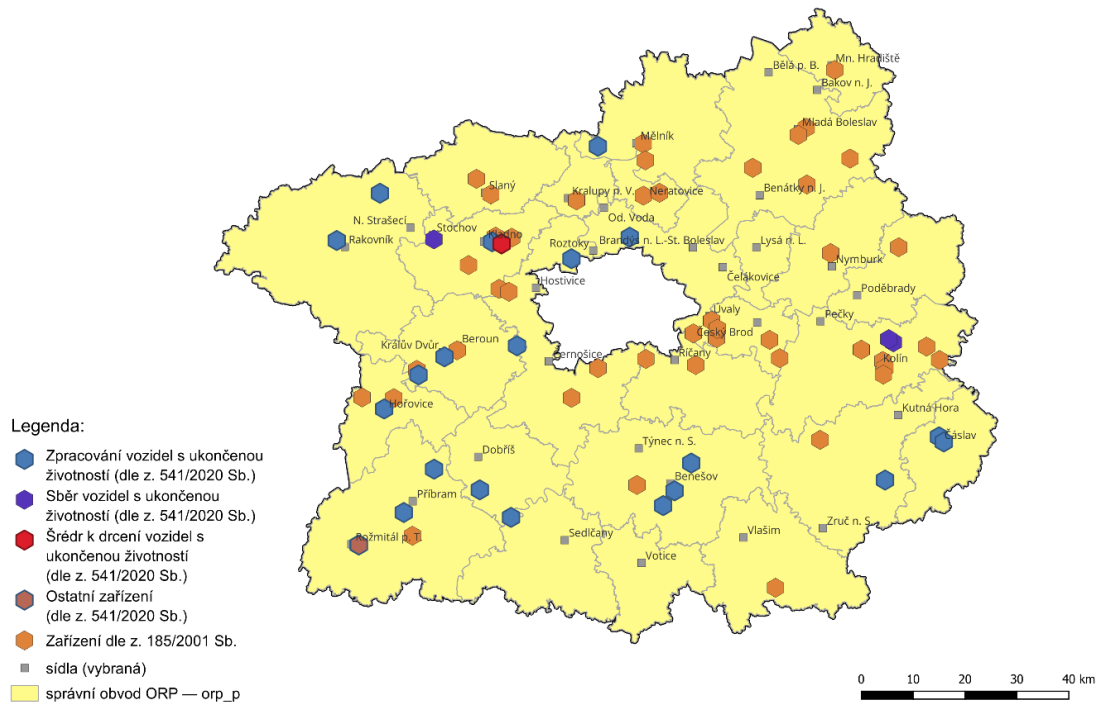 Mn. Hradiště
Bělá p. B.
Bakov n. J.
Mladá Boleslav
Mělník
Slaný
Kralupy n. V.
Neratovice
Benátky n. J.
Od. Voda
N. Strašecí
Stochov
Kladno
Rakovník
Roztoky
Brandýs n. L.-St. Boleslav
Lysá n. L.
Nymburk
Čelákovice
Hostivice
Poděbrady
Úvaly
Pečky
Český Brod
Králův Dvůr
Beroun
Černošice
Říčany
Kolín
Hořovice
Kutná Hora
Čáslav
Dobříš
Týnec n. S.
Benešov
Příbram
Rožmitál p. T.
Sedlčany
Vlašim
Zruč n. S.
Votice
Legenda:
Zpracování vozidel s ukončenou
životností (dle z. 541/2020 Sb.)
Sběr vozidel s ukončenou
životností (dle z. 541/2020 Sb.)
Šrédr k drcení vozidel s
ukončenou životností
(dle z. 541/2020 Sb.)
Ostatní zařízení
(dle z. 541/2020 Sb.)
Zařízení dle z. 185/2001 Sb.
sídla (vybraná)
správní obvod ORP — orp_p
0 10 20 30 40 km